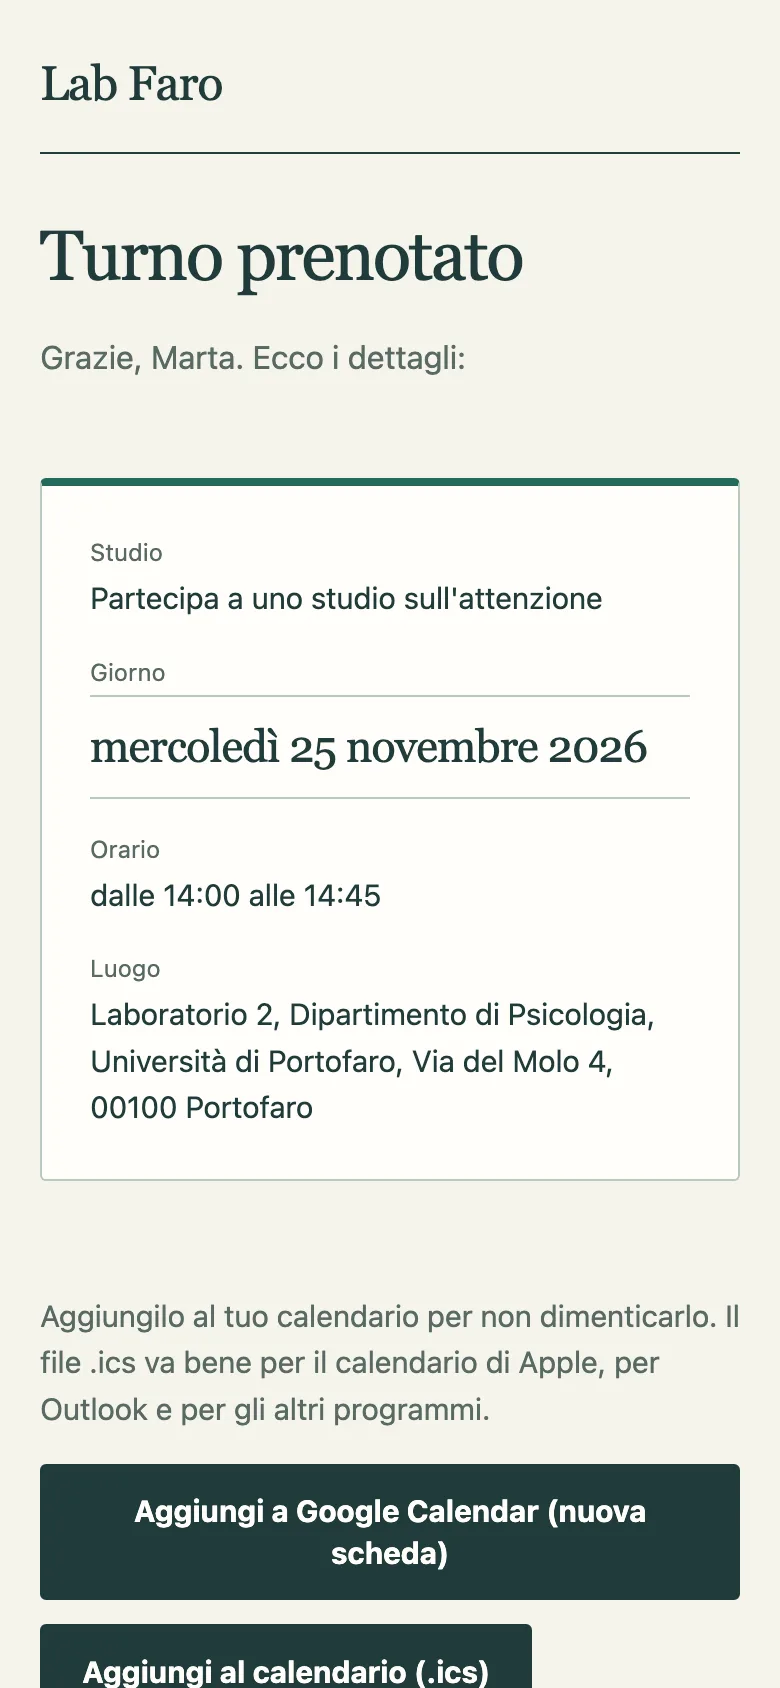 Lab Faro
Turno prenotato
Grazie, Marta. Ecco i dettagli:
Studio
Partecipa a uno studio sull'attenzione
Giorno
mercoledì 25 novembre 2026
Orario
dalle 14:00 alle 14:45
Luogo
Laboratorio 2, Dipartimento di Psicologia,
Università di Portofaro, Via del Molo 4,
00100 Portofaro
Aggiungilo al tuo calendario per non dimenticarlo. Il
file .ics va bene per il calendario di Apple, per
Outlook e per gli altri programmi.
Aggiungi a Google Calendar (nuova
scheda)
Aggiungi al calendario (.ics)